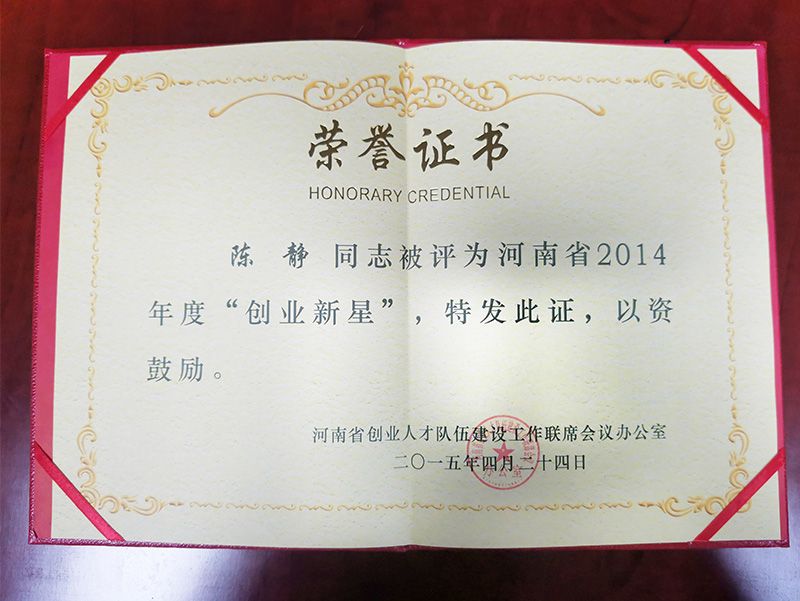 荣誉证书
HONORARY CREDENTIAL
陈 静 同志被评为河南省2014
年度“创业新星”，特发此证，以资
鼓励。
河南省创业人才队伍建设工作联席会议办公室
二〇一五年四月二十四日
办公室